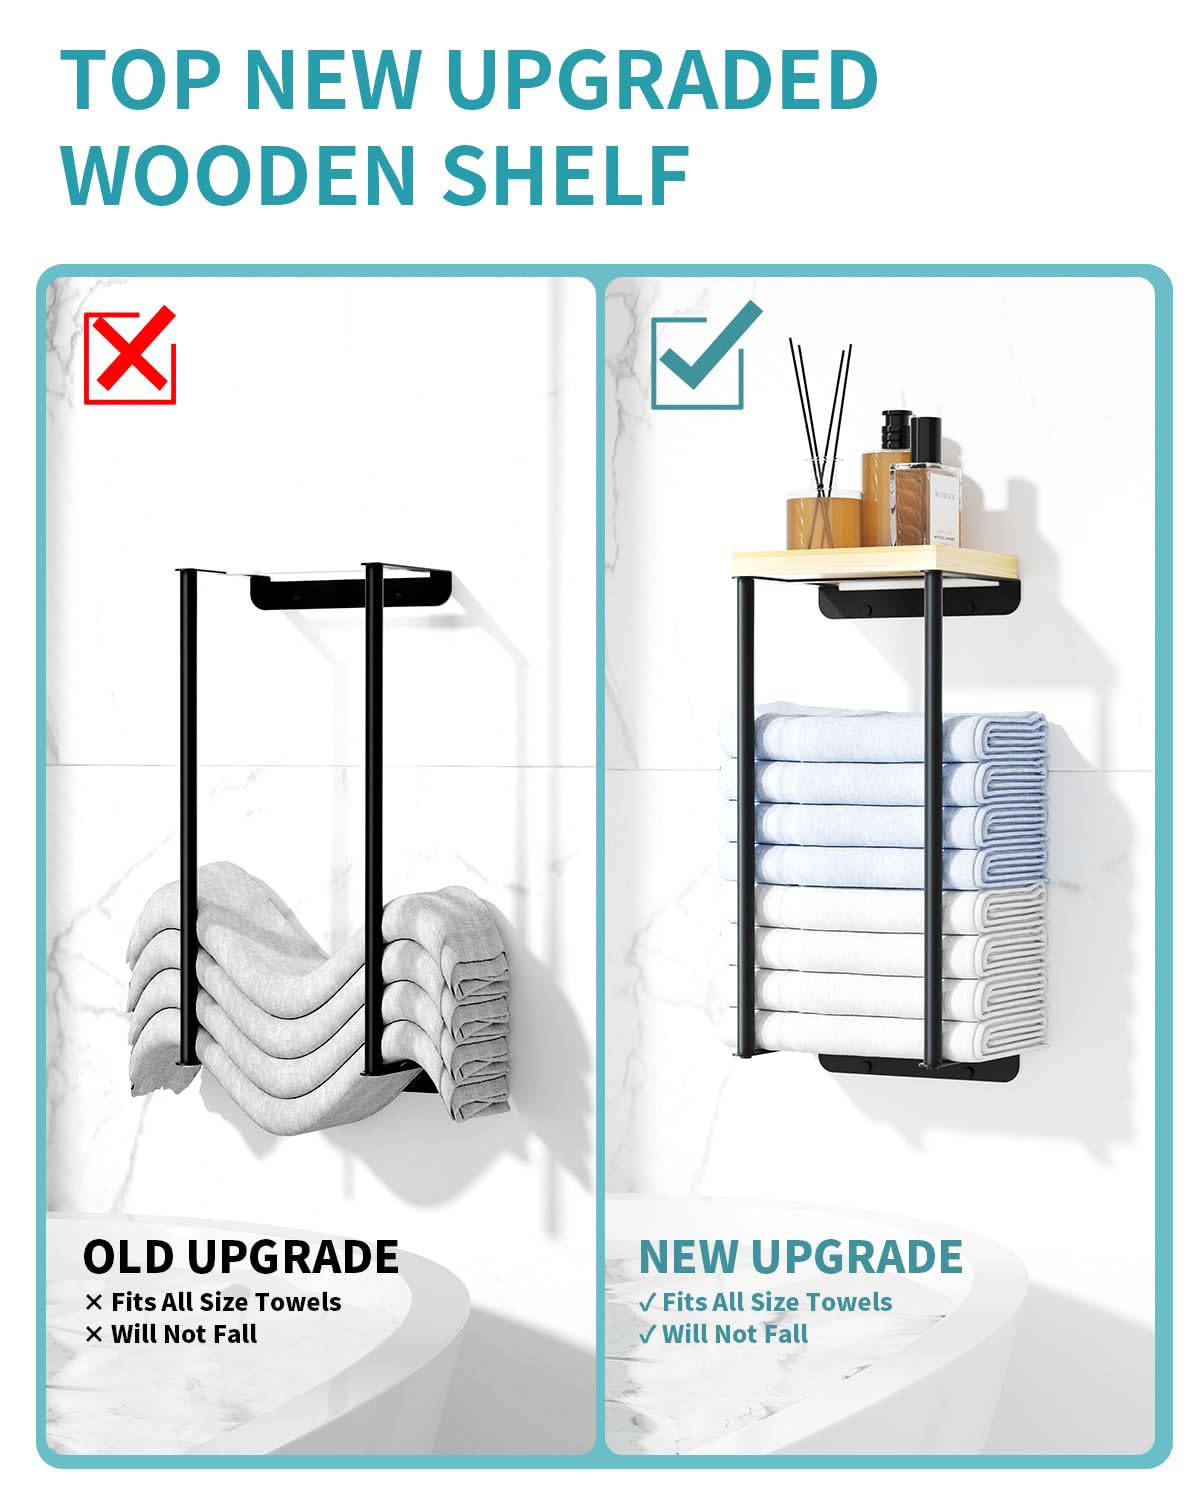 TOP NEW UPGRADED
WOODEN SHELF
WOMAN
OLD UPGRADE
× Fits All Size Towels
× Will Not Fall
NEW UPGRADE
✓ Fits All Size Towels
✓ Will Not Fall